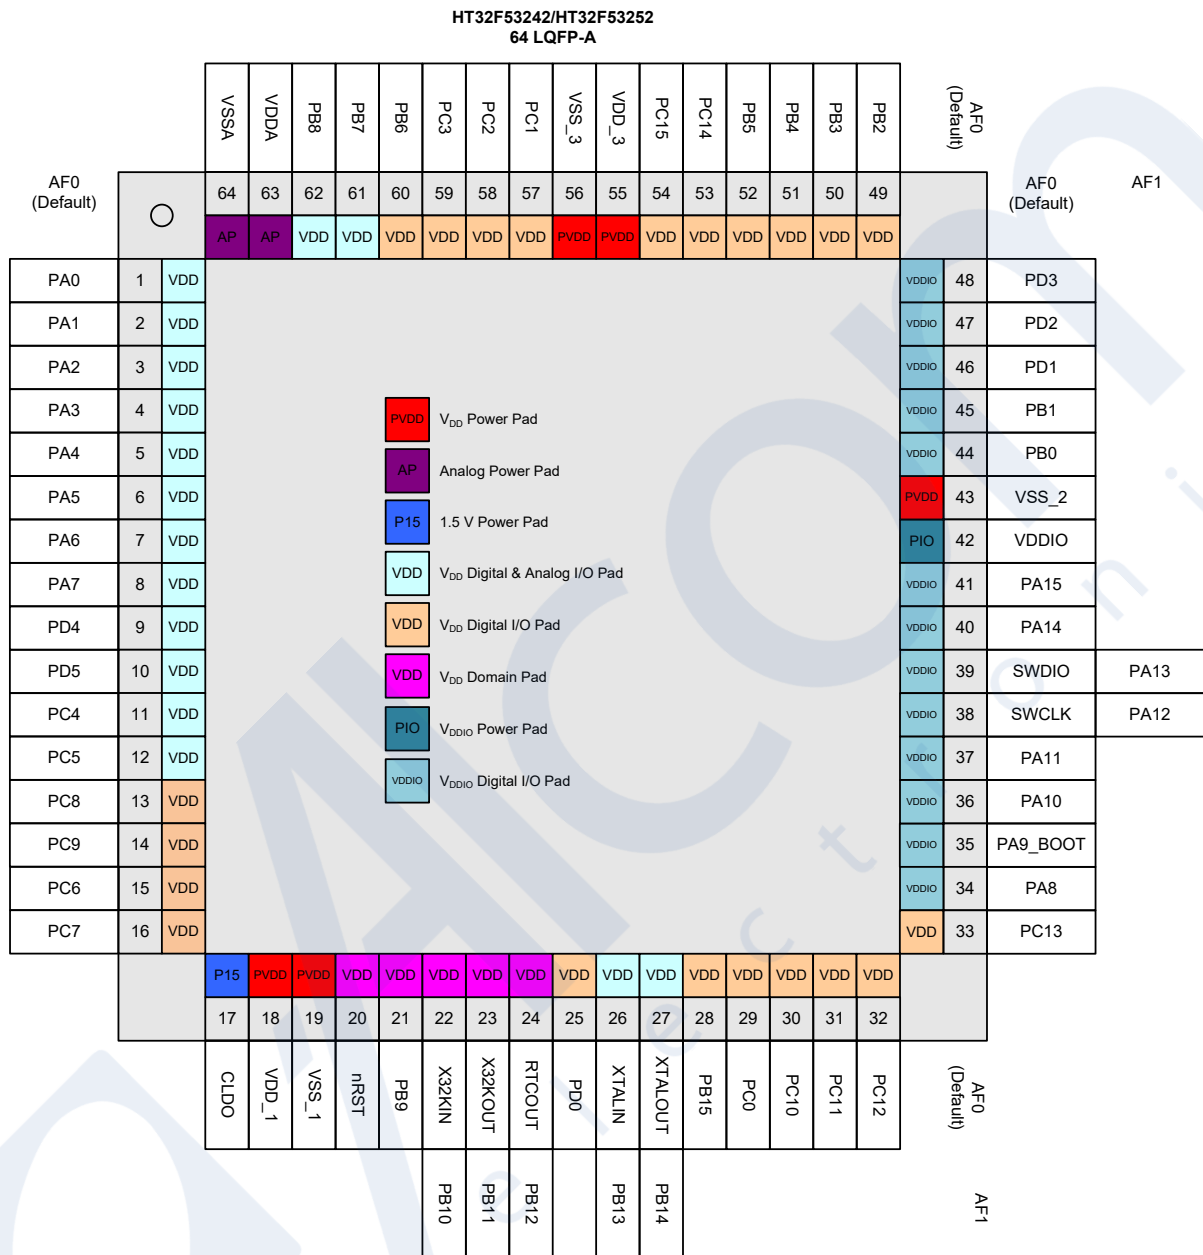 HT32F53242/HT32F53252
64 LQFP-A
VSSA VDDA PB8 PB7 PB6 PC3 PC2 PC1 VSS_3 VDD_3 PC15 PC14 PB5 PB4 PB3 PB2 AF0 (Default)
AF0 (Default) 64 63 62 61 60 59 58 57 56 55 54 53 52 51 50 49 AF0 (Default) AF1
AP AP VDD VDD VDD VDD VDD VDD PVDD PVDD VDD VDD VDD VDD VDD VDD
PA0 1 VDD VDDIO 48 PD3
PA1 2 VDD VDDIO 47 PD2
PA2 3 VDD VDDIO 46 PD1
PA3 4 VDD VDDIO 45 PB1
PA4 5 VDD VDDIO 44 PB0
PA5 6 VDD PVDD 43 VSS_2
PA6 7 VDD PIO 42 VDDIO
PA7 8 VDD VDDIO 41 PA15
PD4 9 VDD VDDIO 40 PA14
PD5 10 VDD VDDIO 39 SWDIO PA13
PC4 11 VDD VDDIO 38 SWCLK PA12
PC5 12 VDD VDDIO 37 PA11
PC8 13 VDD VDDIO 36 PA10
PC9 14 VDD VDDIO 35 PA9_BOOT
PC6 15 VDD VDDIO 34 PA8
PC7 16 VDD VDD 33 PC13
PVDD VDD Power Pad
AP Analog Power Pad
P15 1.5 V Power Pad
VDD VDD Digital & Analog I/O Pad
VDD VDD Digital I/O Pad
VDD VDD Domain Pad
PIO VDDIO Power Pad
VDDIO VDDIO Digital I/O Pad
P15 PVDD PVDD VDD VDD VDD VDD VDD VDD VDD VDD VDD VDD VDD VDD VDD
17 18 19 20 21 22 23 24 25 26 27 28 29 30 31 32
CLDO VDD_1 VSS_1 nRST PB9 X32KIN X32KOUT RTCOUT PD0 XTALIN XTALOUT PB15 PC0 PC10 PC11 PC12 AF0 (Default)
PB10 PB11 PB12 PB13 PB14 AF1